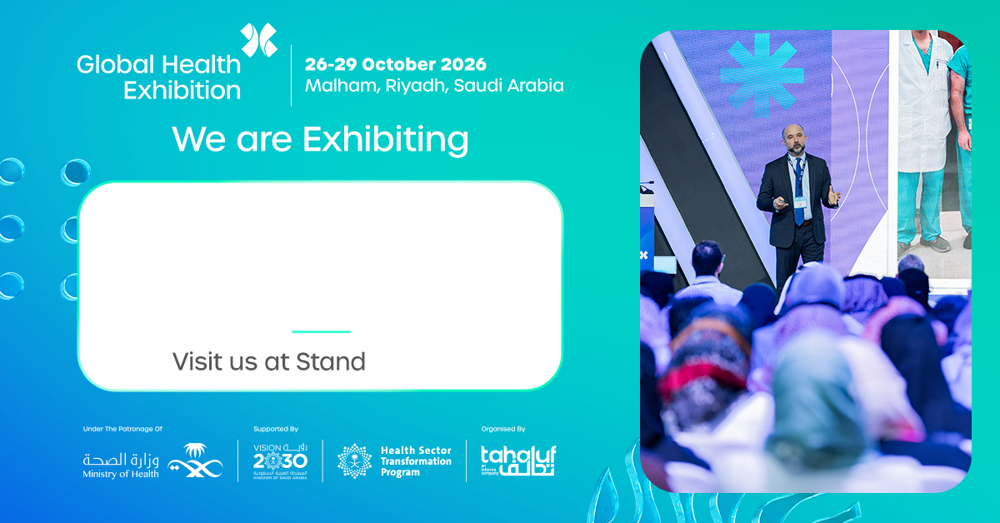 Global Health
Exhibition
26-29 October 2026
Malham, Riyadh, Saudi Arabia
We are Exhibiting
Visit us at Stand
Under The Patronage Of
وزارة الصحة
Ministry of Health
Supported By
VISION رؤيـــة
2030
المملكة العربية السعودية
KINGDOM OF SAUDI ARABIA
Health Sector
Transformation
Program
Organised By
tahaluf
an
informa
company
تحالف